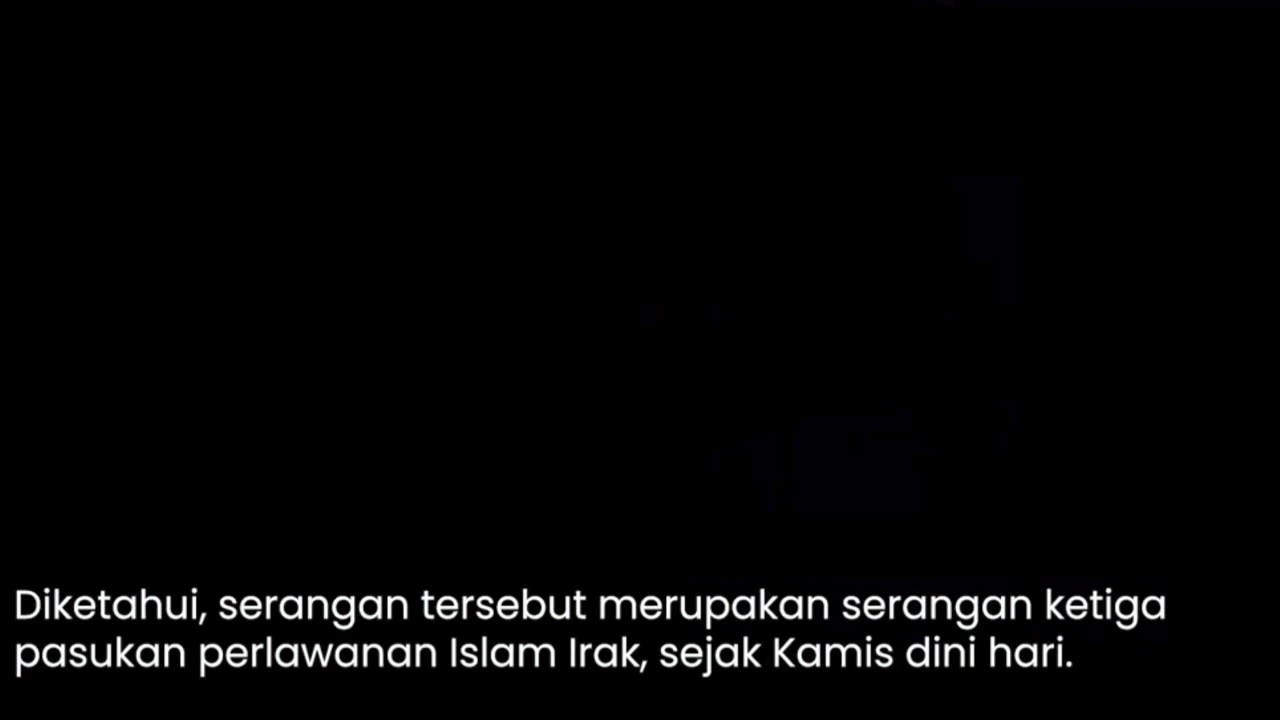 Diketahui, serangan tersebut merupakan serangan ketiga
pasukan perlawanan Islam Irak, sejak Kamis dini hari.